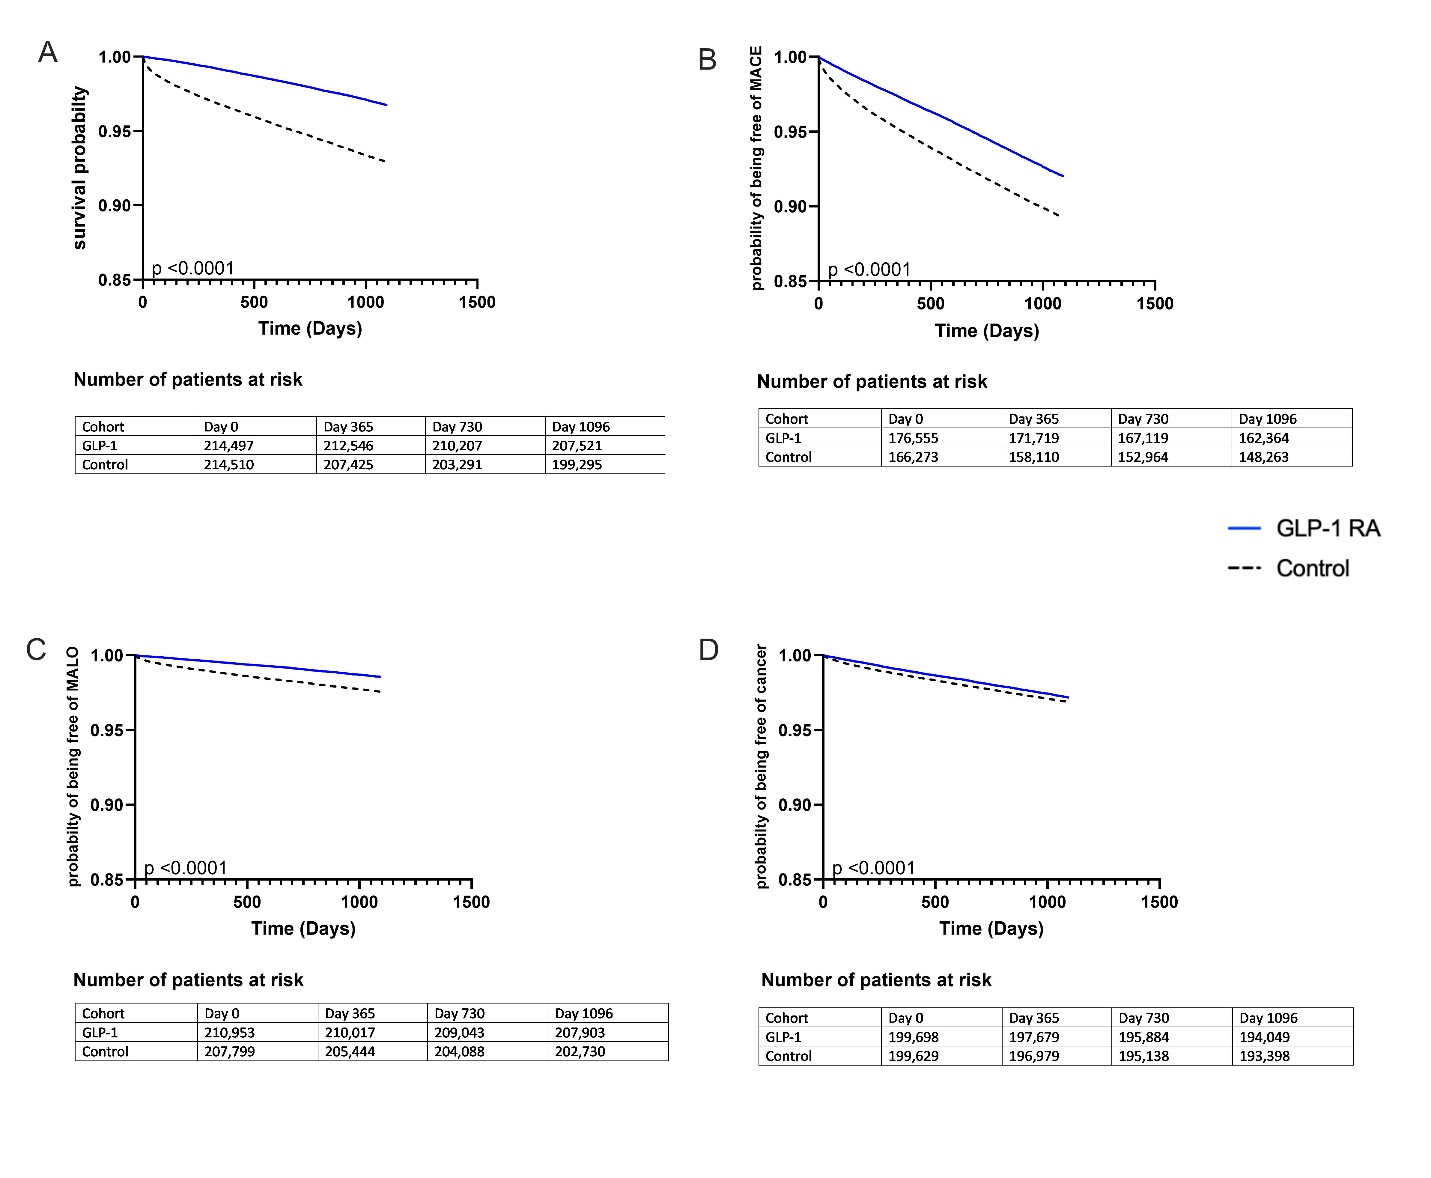 A
survival probabilty
1.00
0.95
0.90
0.85
p <0.0001
0 500 1000 1500
Time (Days)
Number of patients at risk
Cohort Day 0 Day 365 Day 730 Day 1096
GLP-1 214,497 212,546 210,207 207,521
Control 214,510 207,425 203,291 199,295
B
probability of being free of MACE
1.00
0.95
0.90
0.85
p <0.0001
0 500 1000 1500
Time (Days)
Number of patients at risk
Cohort Day 0 Day 365 Day 730 Day 1096
GLP-1 176,555 171,719 167,119 162,364
Control 166,273 158,110 152,964 148,263
GLP-1 RA
Control
C
probabilty of being free of MALO
1.00
0.95
0.90
0.85
p <0.0001
0 500 1000 1500
Time (Days)
Number of patients at risk
Cohort Day 0 Day 365 Day 730 Day 1096
GLP-1 210,953 210,017 209,043 207,903
Control 207,799 205,444 204,088 202,730
D
probabilty of being free of cancer
1.00
0.95
0.90
0.85
p <0.0001
0 500 1000 1500
Time (Days)
Number of patients at risk
Cohort Day 0 Day 365 Day 730 Day 1096
GLP-1 199,698 197,679 195,884 194,049
Control 199,629 196,979 195,138 193,398